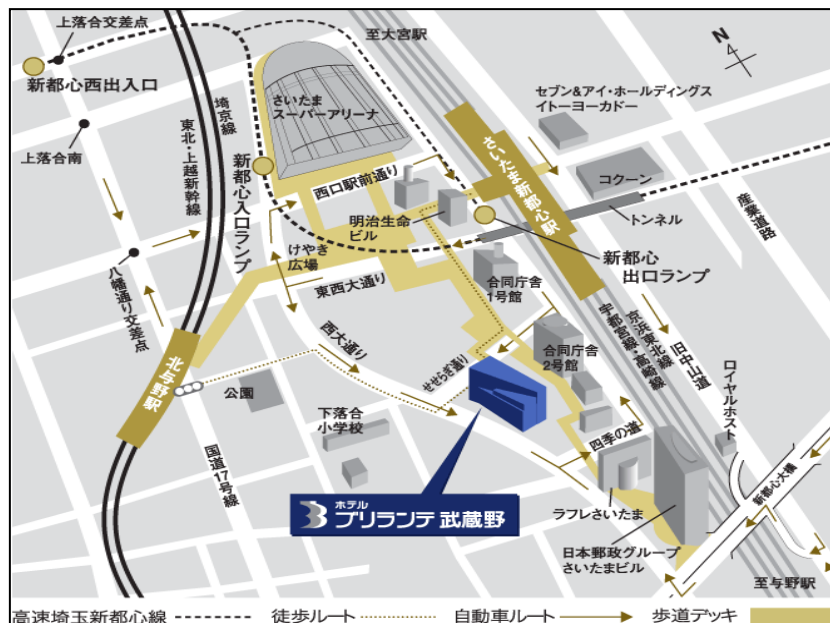 上落合交差点
新都心西出入口
上落合南
埼京線
東北・上越新幹線
新都心入口ランプ
さいたま
スーパーアリーナ
至大宮駅
N
セブン&アイ・ホールディングス
イトーヨーカドー
さいたま新都心駅
コクーン
トンネル
産業道路
西口駅前通り
明治生命
ビル
新都心
出口ランプ
けやき
広場
東西大通り
八幡通り交差点
合同庁舎
1号館
西大通り
せせらぎ通り
合同庁舎
2号館
宇都宮線・高崎線
京浜東北線
旧中山道
ロイヤルホスト
北与野駅
公園
下落合
小学校
国道17号線
四季の道
新都心大橋
ホテル
ブリランテ 武蔵野
ラフレさいたま
日本郵政グループ
さいたまビル
至与野駅
高速埼玉新都心線
徒歩ルート
自動車ルート
歩道デッキ